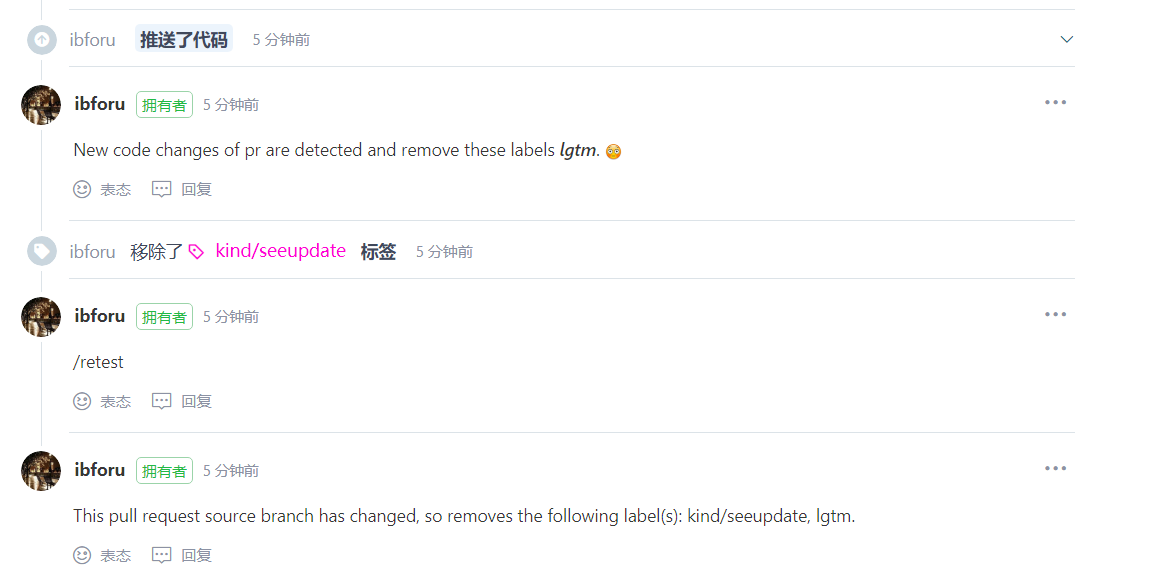 ibforu 推送了代码 5 分钟前
ibforu 拥有者 5 分钟前
New code changes of pr are detected and remove these labels lgtm. 😳
表态 回复
ibforu 移除了 kind/seeupdate 标签 5 分钟前
ibforu 拥有者 5 分钟前
/retest
表态 回复
ibforu 拥有者 5 分钟前
This pull request source branch has changed, so removes the following label(s): kind/seeupdate, lgtm.
表态 回复